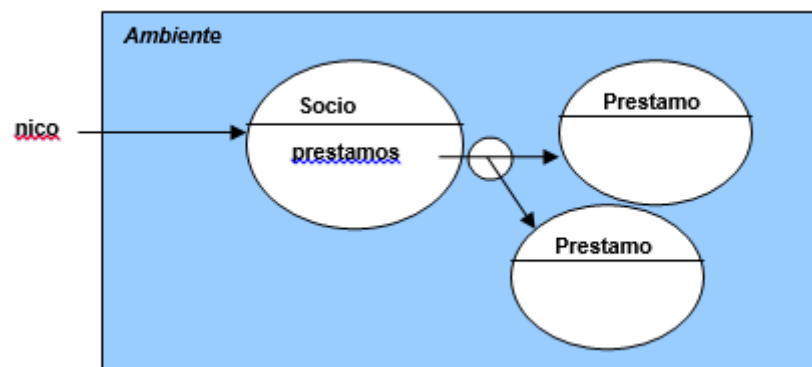 Ambiente
Socio
Prestamo
nico
prestamos
Prestamo